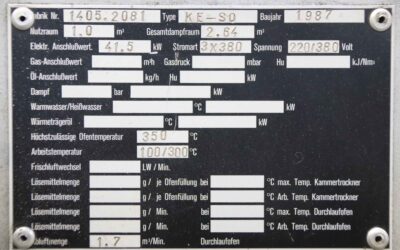 abrik Nr. 1405.2081 Type KE-SO Baujahr 1987
Nutzraum 1.0 m³ Gesamtdampfraum 2.64 m³
Elektr. Anschlußwert. 41,5 kW Stromart 3X380 Spannung 220/380 Volt
Gas-Anschlußwert. m³/h Gasdruck mbar Hu kJ/Nm³
Öl-Anschlußwert. kg/h Hu kW
Dampf bar kW
Warmwasser/Heißwasser °C kW
Wärmeträgeröl °C kW
Höchstzulässige Ofentemperatur 350 °C
Arbeitstemperatur 100/300 °C
Frischluftwechsel LW/Min.
Lösemittelmenge g/je Ofenfüllung bei °C max. Temp. Kammertrockner
Lösemittelmenge g/je Ofenfüllung bei °C Arb. Temp. Kammertrockner
Lösemittelmenge g/Min. bei °C max. Temp. Durchlaufofen
Lösemittelmenge g/Min. bei °C Arb. Temp. Durchlaufofen
bluftmenge 1.7 m³/Min. Durchlaufofen